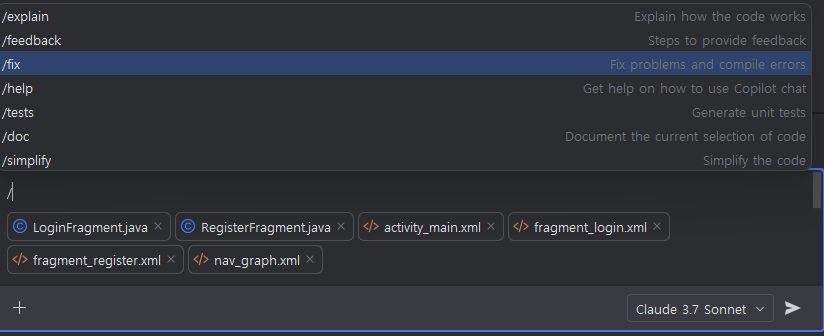 /explain Explain how the code works
/feedback Steps to provide feedback
/fix Fix problems and compile errors
/help Get help on how to use Copilot chat
/tests Generate unit tests
/doc Document the current selection of code
/simplify Simplify the code
/
LoginFragment.java RegisterFragment.java activity_main.xml fragment_login.xml
fragment_register.xml nav_graph.xml
Claude 3.7 Sonnet